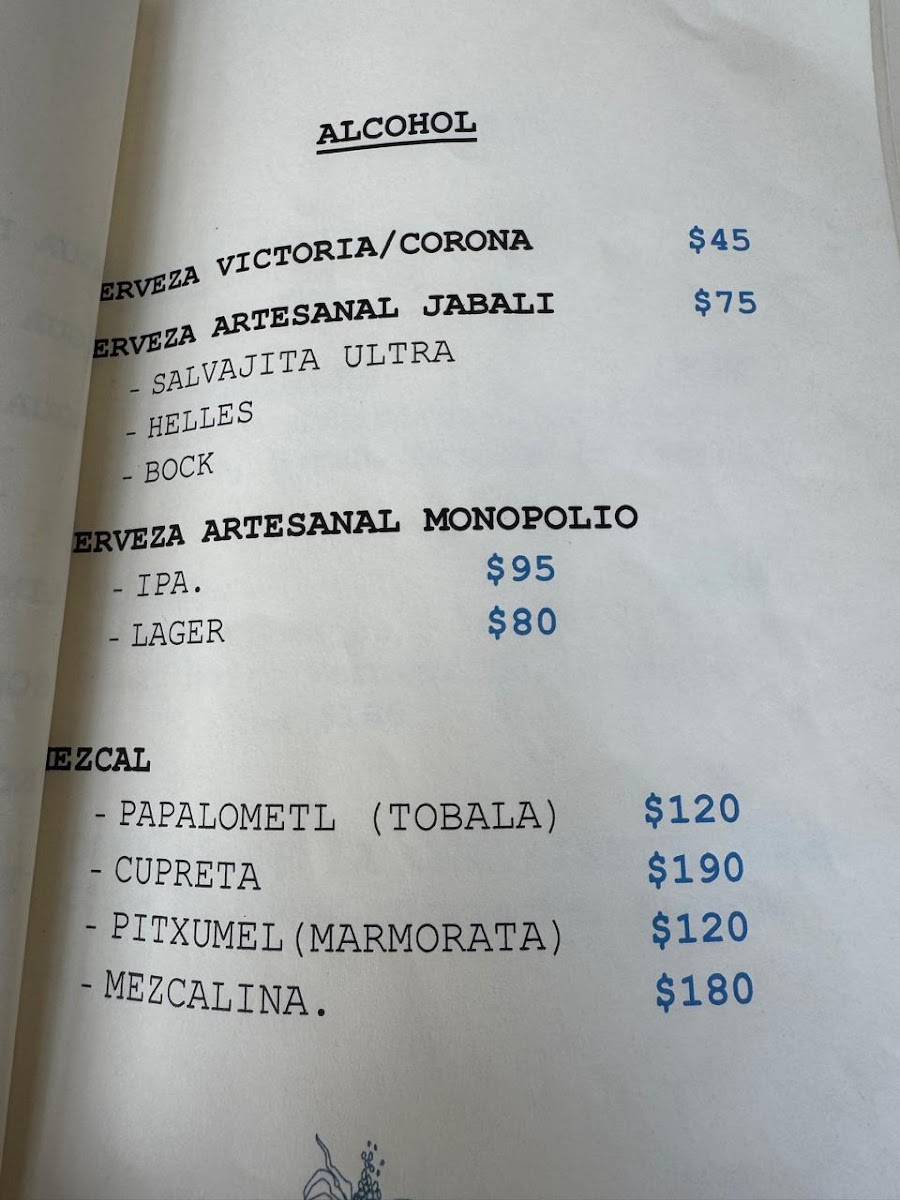 ALCOHOL
ERVEZA VICTORIA/CORONA $45
ERVEZA ARTESANAL JABALI $75
- SALVAJITA ULTRA
- HELLES
- BOCK
ERVEZA ARTESANAL MONOPOLIO
- IPA. $95
- LAGER $80
MEZCAL
- PAPALOMETL (TOBALA) $120
- CUPRETA $190
- PITXUMEL(MARMORATA) $120
- MEZCALINA. $180